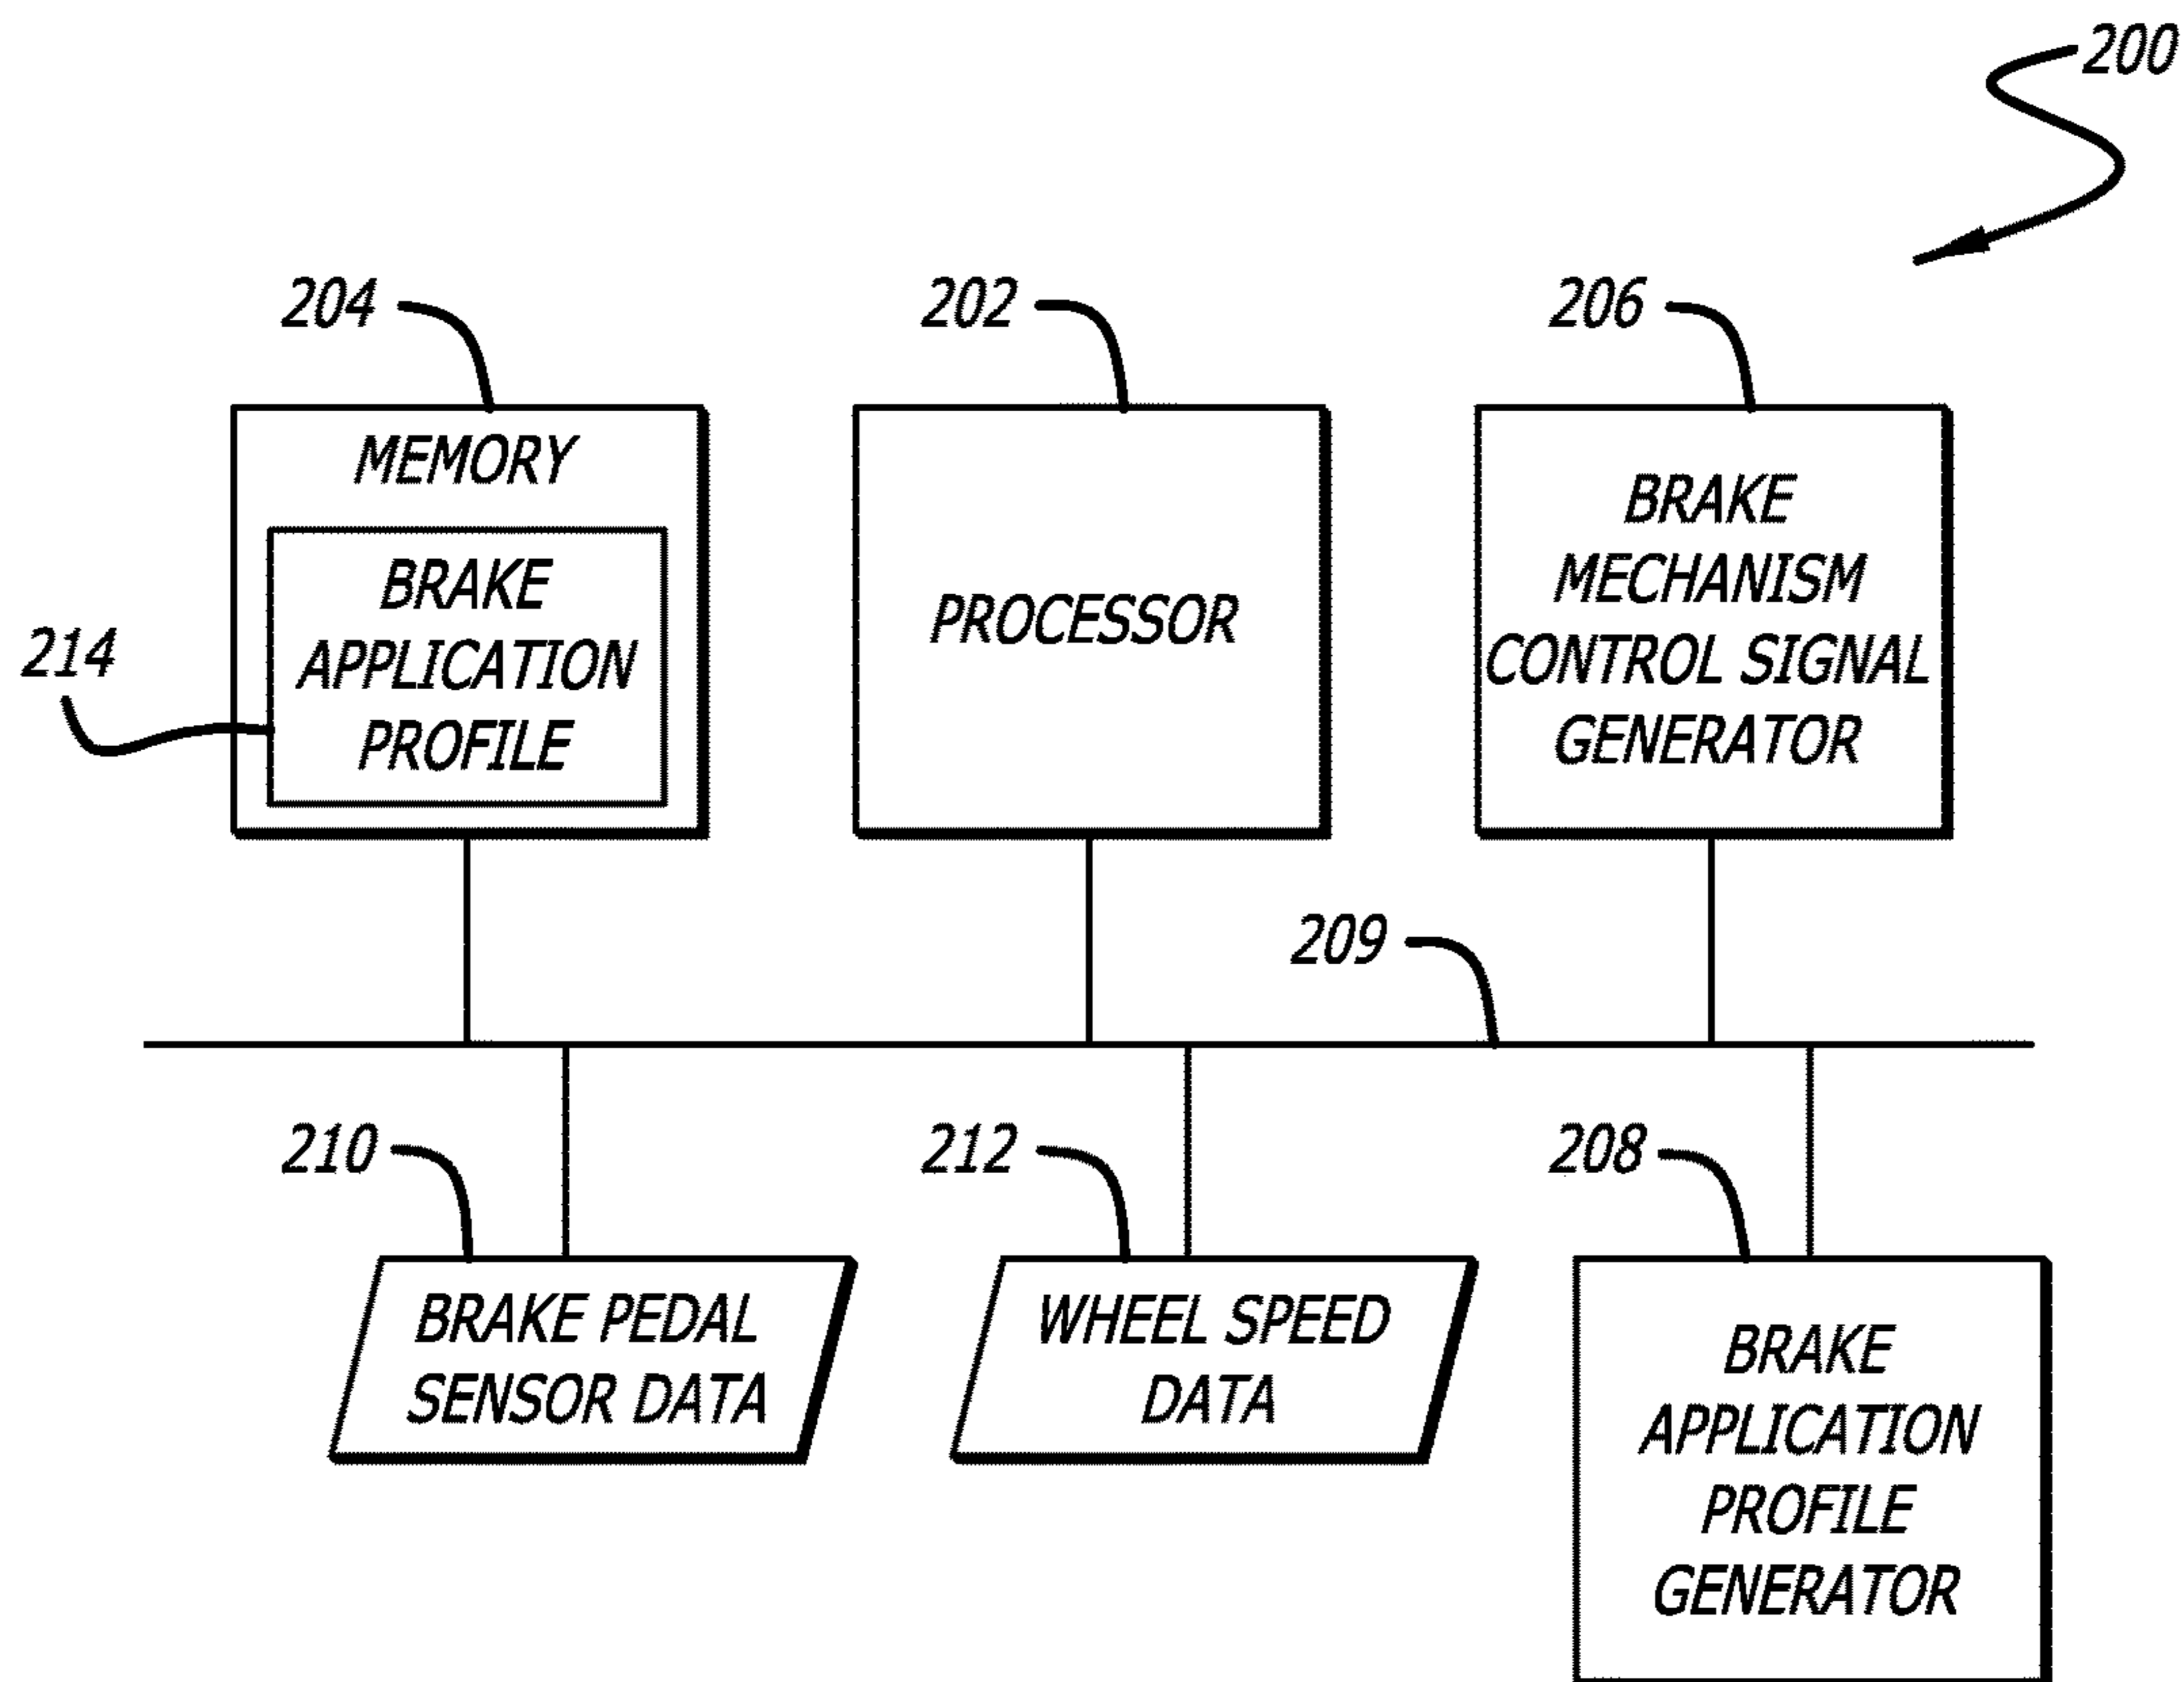 200
204
202
206
MEMORY
BRAKE
APPLICATION
PROFILE
214
PROCESSOR
BRAKE
MECHANISM
CONTROL SIGNAL
GENERATOR
209
210
212
208
BRAKE PEDAL
SENSOR DATA
WHEEL SPEED
DATA
BRAKE
APPLICATION
PROFILE
GENERATOR